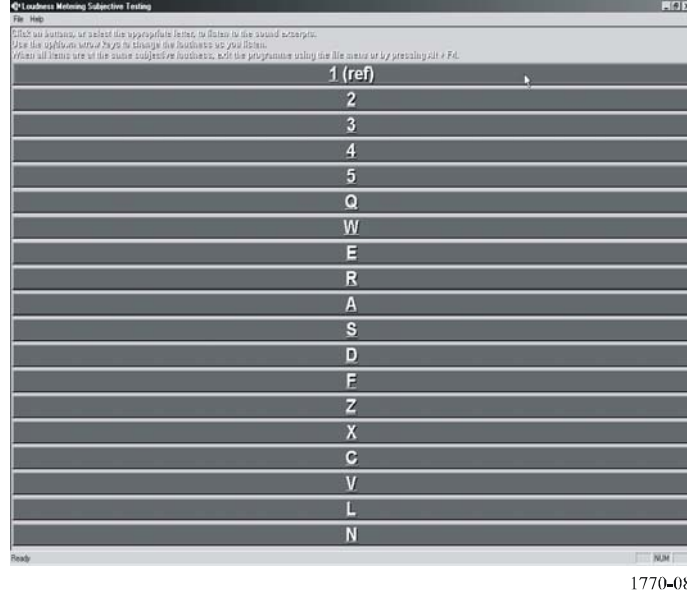 Loudness Metering Subjective Testing
File Help
Click on buttons, or select the appropriate letter, to listen to the sound excerpts.
Use the up/down arrow keys to change the loudness as you listen.
When all items are at the same subjective loudness, exit the programme using the file menu or by pressing Alt + F4.
1 (ref)
2
3
4
5
Q
W
E
R
A
S
D
F
Z
X
C
V
L
N
Ready NUM
1770-08